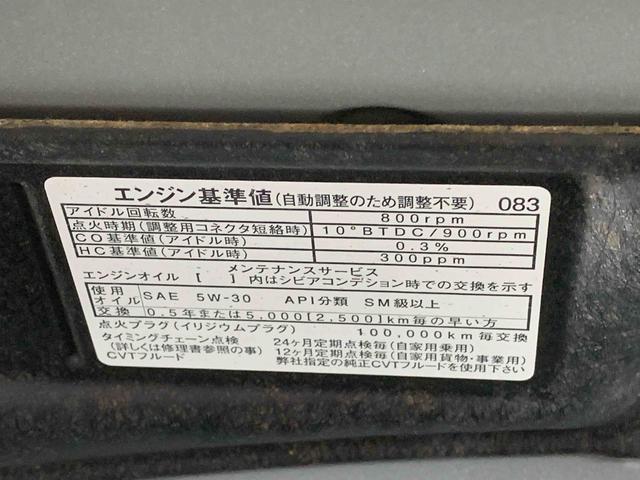 エンジン基準値(自動調整のため調整不要) 083
アイドル回転数 800rpm
点火時期(調整用コネクタ短絡時) 10°BTDC/900rpm
CO基準値(アイドル時) 0.3%
HC基準値(アイドル時) 300ppm
メンテナンスサービス
エンジンオイル [ ]内はシビアコンデション時での交換を示す
使用オイル SAE 5W-30 API分類 SM級以上
交換 0.5年または5,000[2,500]km毎の早い方
点火プラグ(イリジウムプラグ) 100,000km毎交換
タイミングチェーン点検 24ヶ月定期点検毎(自家用乗用)
(詳しくは修理書参照の事) 12ヶ月定期点検毎(自家用貨物・事業用)
CVTフルード 弊社指定の純正CVTフルードを使用下さい